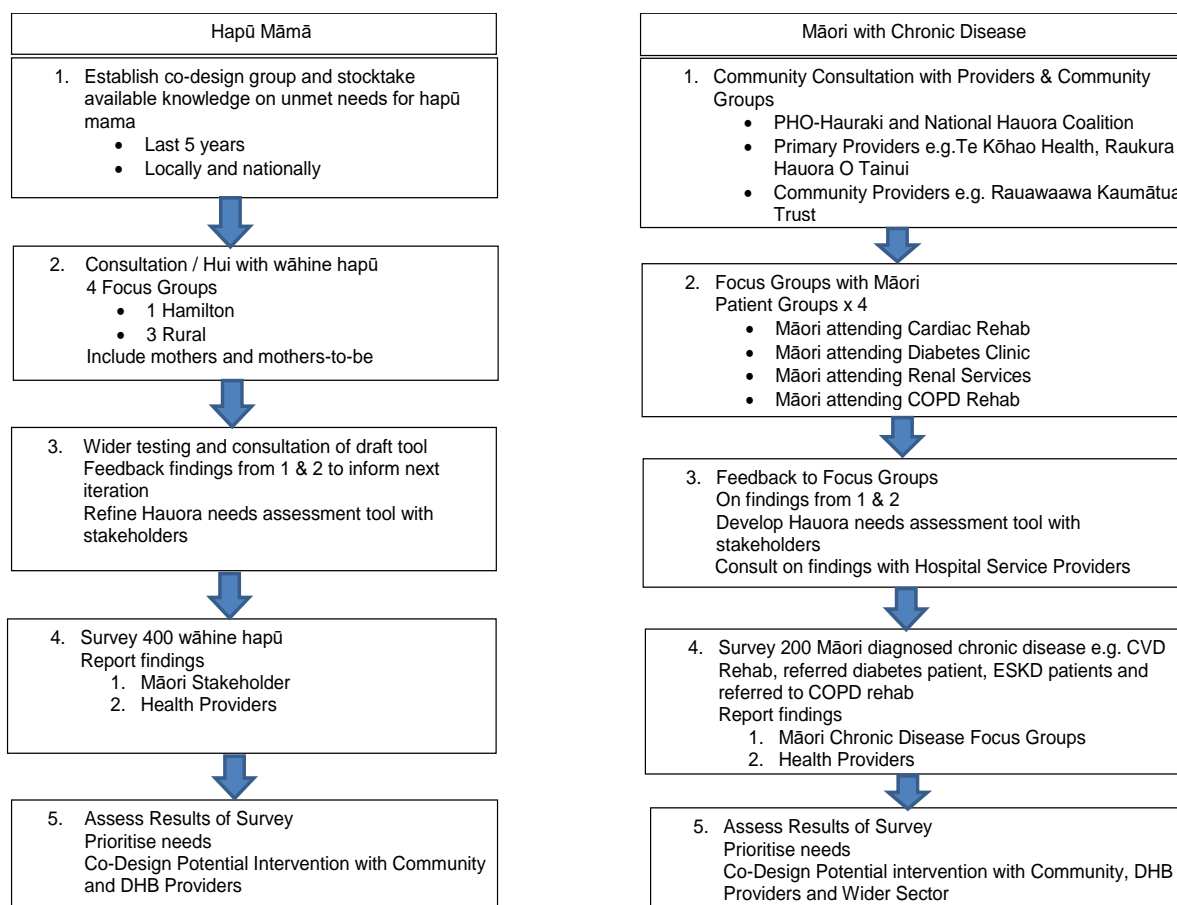 Hapū Māmā
1. Establish co-design group and stocktake
available knowledge on unmet needs for hapū
mama
• Last 5 years
• Locally and nationally
2. Consultation / Hui with wāhine hapū
4 Focus Groups
• 1 Hamilton
• 3 Rural
Include mothers and mothers-to-be
3. Wider testing and consultation of draft tool
Feedback findings from 1 & 2 to inform next
iteration
Refine Hauora needs assessment tool with
stakeholders
4. Survey 400 wāhine hapū
Report findings
1. Māori Stakeholder
2. Health Providers
5. Assess Results of Survey
Prioritise needs
Co-Design Potential Intervention with Community
and DHB Providers
Māori with Chronic Disease
1. Community Consultation with Providers & Community
Groups
• PHO-Hauraki and National Hauora Coalition
• Primary Providers e.g.Te Kōhao Health, Raukura
Hauora O Tainui
• Community Providers e.g. Rauawaawa Kaumātua
Trust
2. Focus Groups with Māori
Patient Groups x 4
• Māori attending Cardiac Rehab
• Māori attending Diabetes Clinic
• Māori attending Renal Services
• Māori attending COPD Rehab
3. Feedback to Focus Groups
On findings from 1 & 2
Develop Hauora needs assessment tool with
stakeholders
Consult on findings with Hospital Service Providers
4. Survey 200 Māori diagnosed chronic disease e.g. CVD
Rehab, referred diabetes patient, ESKD patients and
referred to COPD rehab
Report findings
1. Māori Chronic Disease Focus Groups
2. Health Providers
5. Assess Results of Survey
Prioritise needs
Co-Design Potential intervention with Community, DHB
Providers and Wider Sector